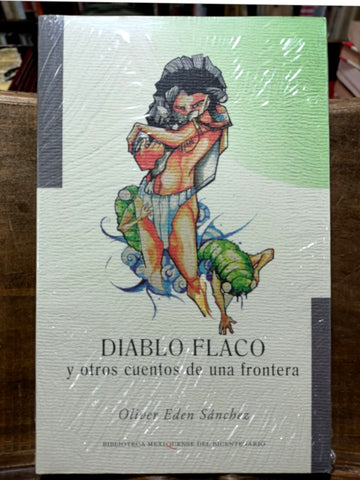 DIABLO FLACO
y otros cuentos de una frontera
Oliver Eden Sánchez
BIBLIOTECA MEXIQUENSE DEL BICENTENARIO